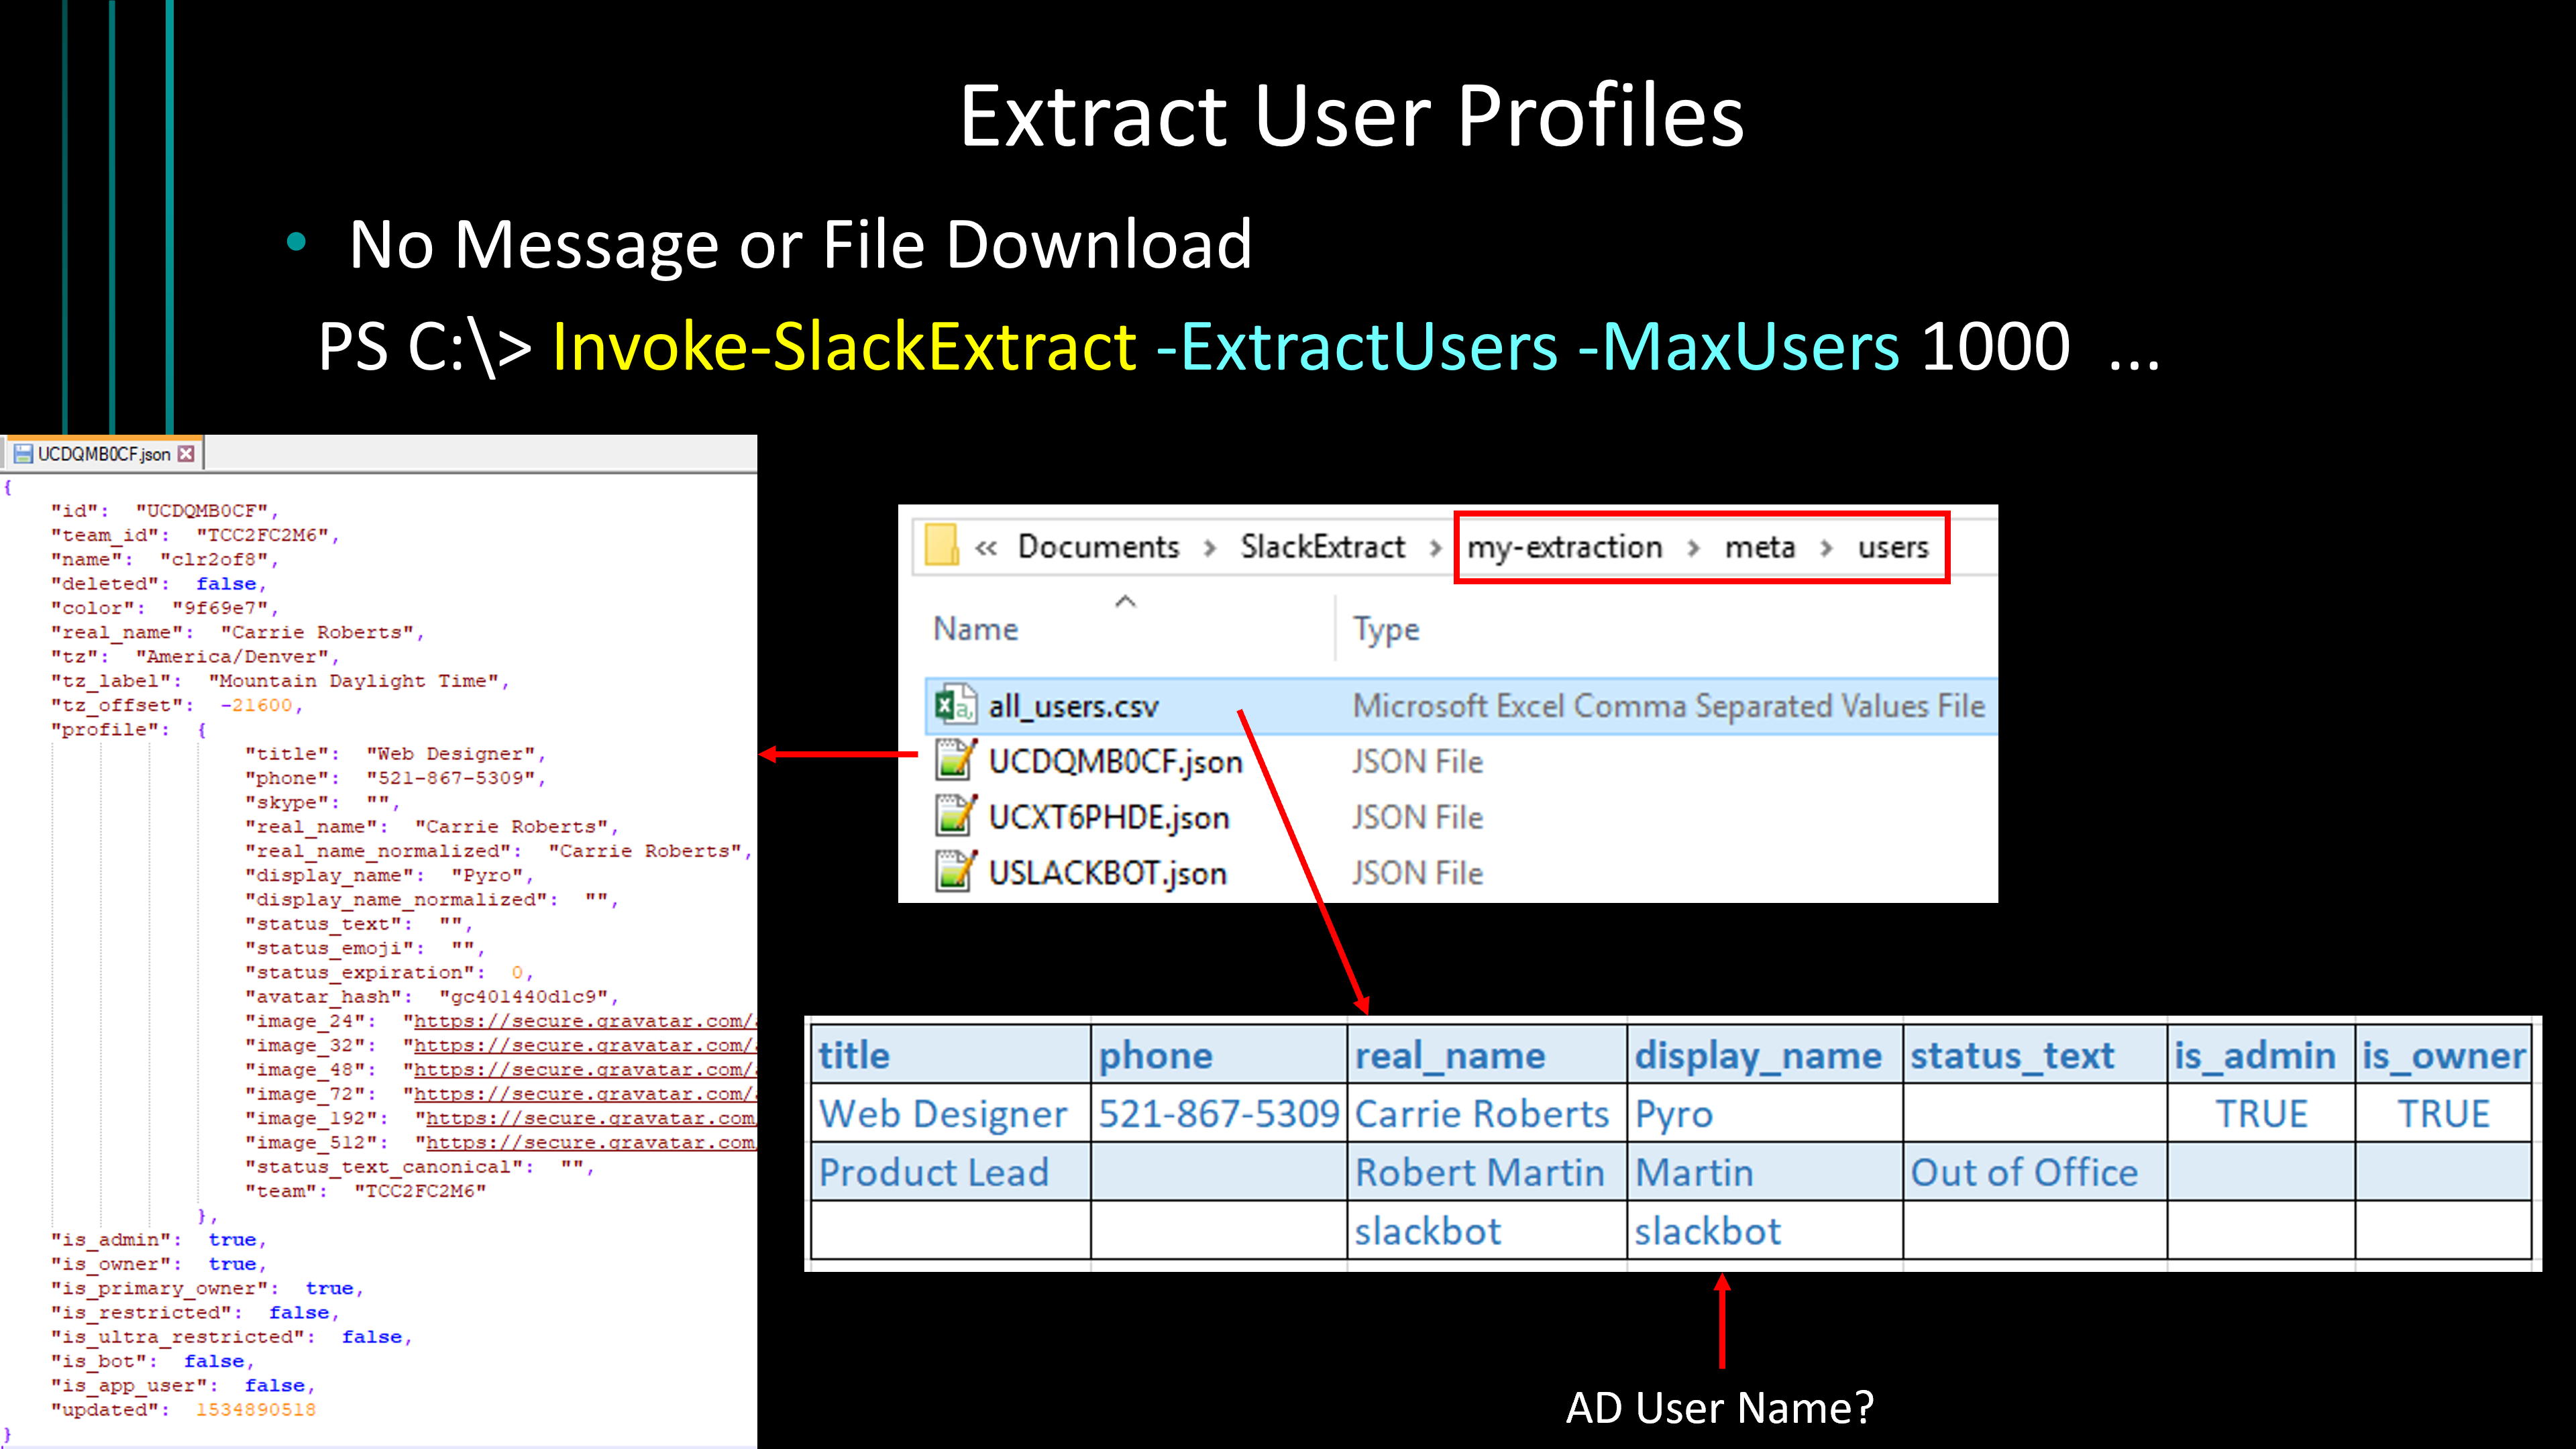 Extract User Profiles
• No Message or File Download
PS C:\> Invoke-SlackExtract -ExtractUsers -MaxUsers 1000 ...
UCDQMB0CF.json
{
"id": "UCDQMB0CF",
"team_id": "TCC2FC2M6",
"name": "clr2of8",
"deleted": false,
"color": "9f69e7",
"real_name": "Carrie Roberts",
"tz": "America/Denver",
"tz_label": "Mountain Daylight Time",
"tz_offset": -21600,
"profile": {
"title": "Web Designer",
"phone": "521-867-5309",
"skype": "",
"real_name": "Carrie Roberts",
"real_name_normalized": "Carrie Roberts",
"display_name": "Pyro",
"display_name_normalized": "",
"status_text": "",
"status_emoji": "",
"status_expiration": 0,
"avatar_hash": "gc401440d1c9",
"image_24": "https://secure.gravatar.com/
"image_32": "https://secure.gravatar.com/
"image_48": "https://secure.gravatar.com/
"image_72": "https://secure.gravatar.com/
"image_192": "https://secure.gravatar.com
"image_512": "https://secure.gravatar.com
"status_text_canonical": "",
"team": "TCC2FC2M6"
},
"is_admin": true,
"is_owner": true,
"is_primary_owner": true,
"is_restricted": false,
"is_ultra_restricted": false,
"is_bot": false,
"is_app_user": false,
"updated": 1534890518
}
« Documents › SlackExtract › my-extraction › meta › users
Name Type
all_users.csv Microsoft Excel Comma Separated Values File
UCDQMB0CF.json JSON File
UCXT6PHDE.json JSON File
USLACKBOT.json JSON File
title phone real_name display_name status_text is_admin is_owner
Web Designer 521-867-5309 Carrie Roberts Pyro TRUE TRUE
Product Lead Robert Martin Martin Out of Office
slackbot slackbot
AD User Name?